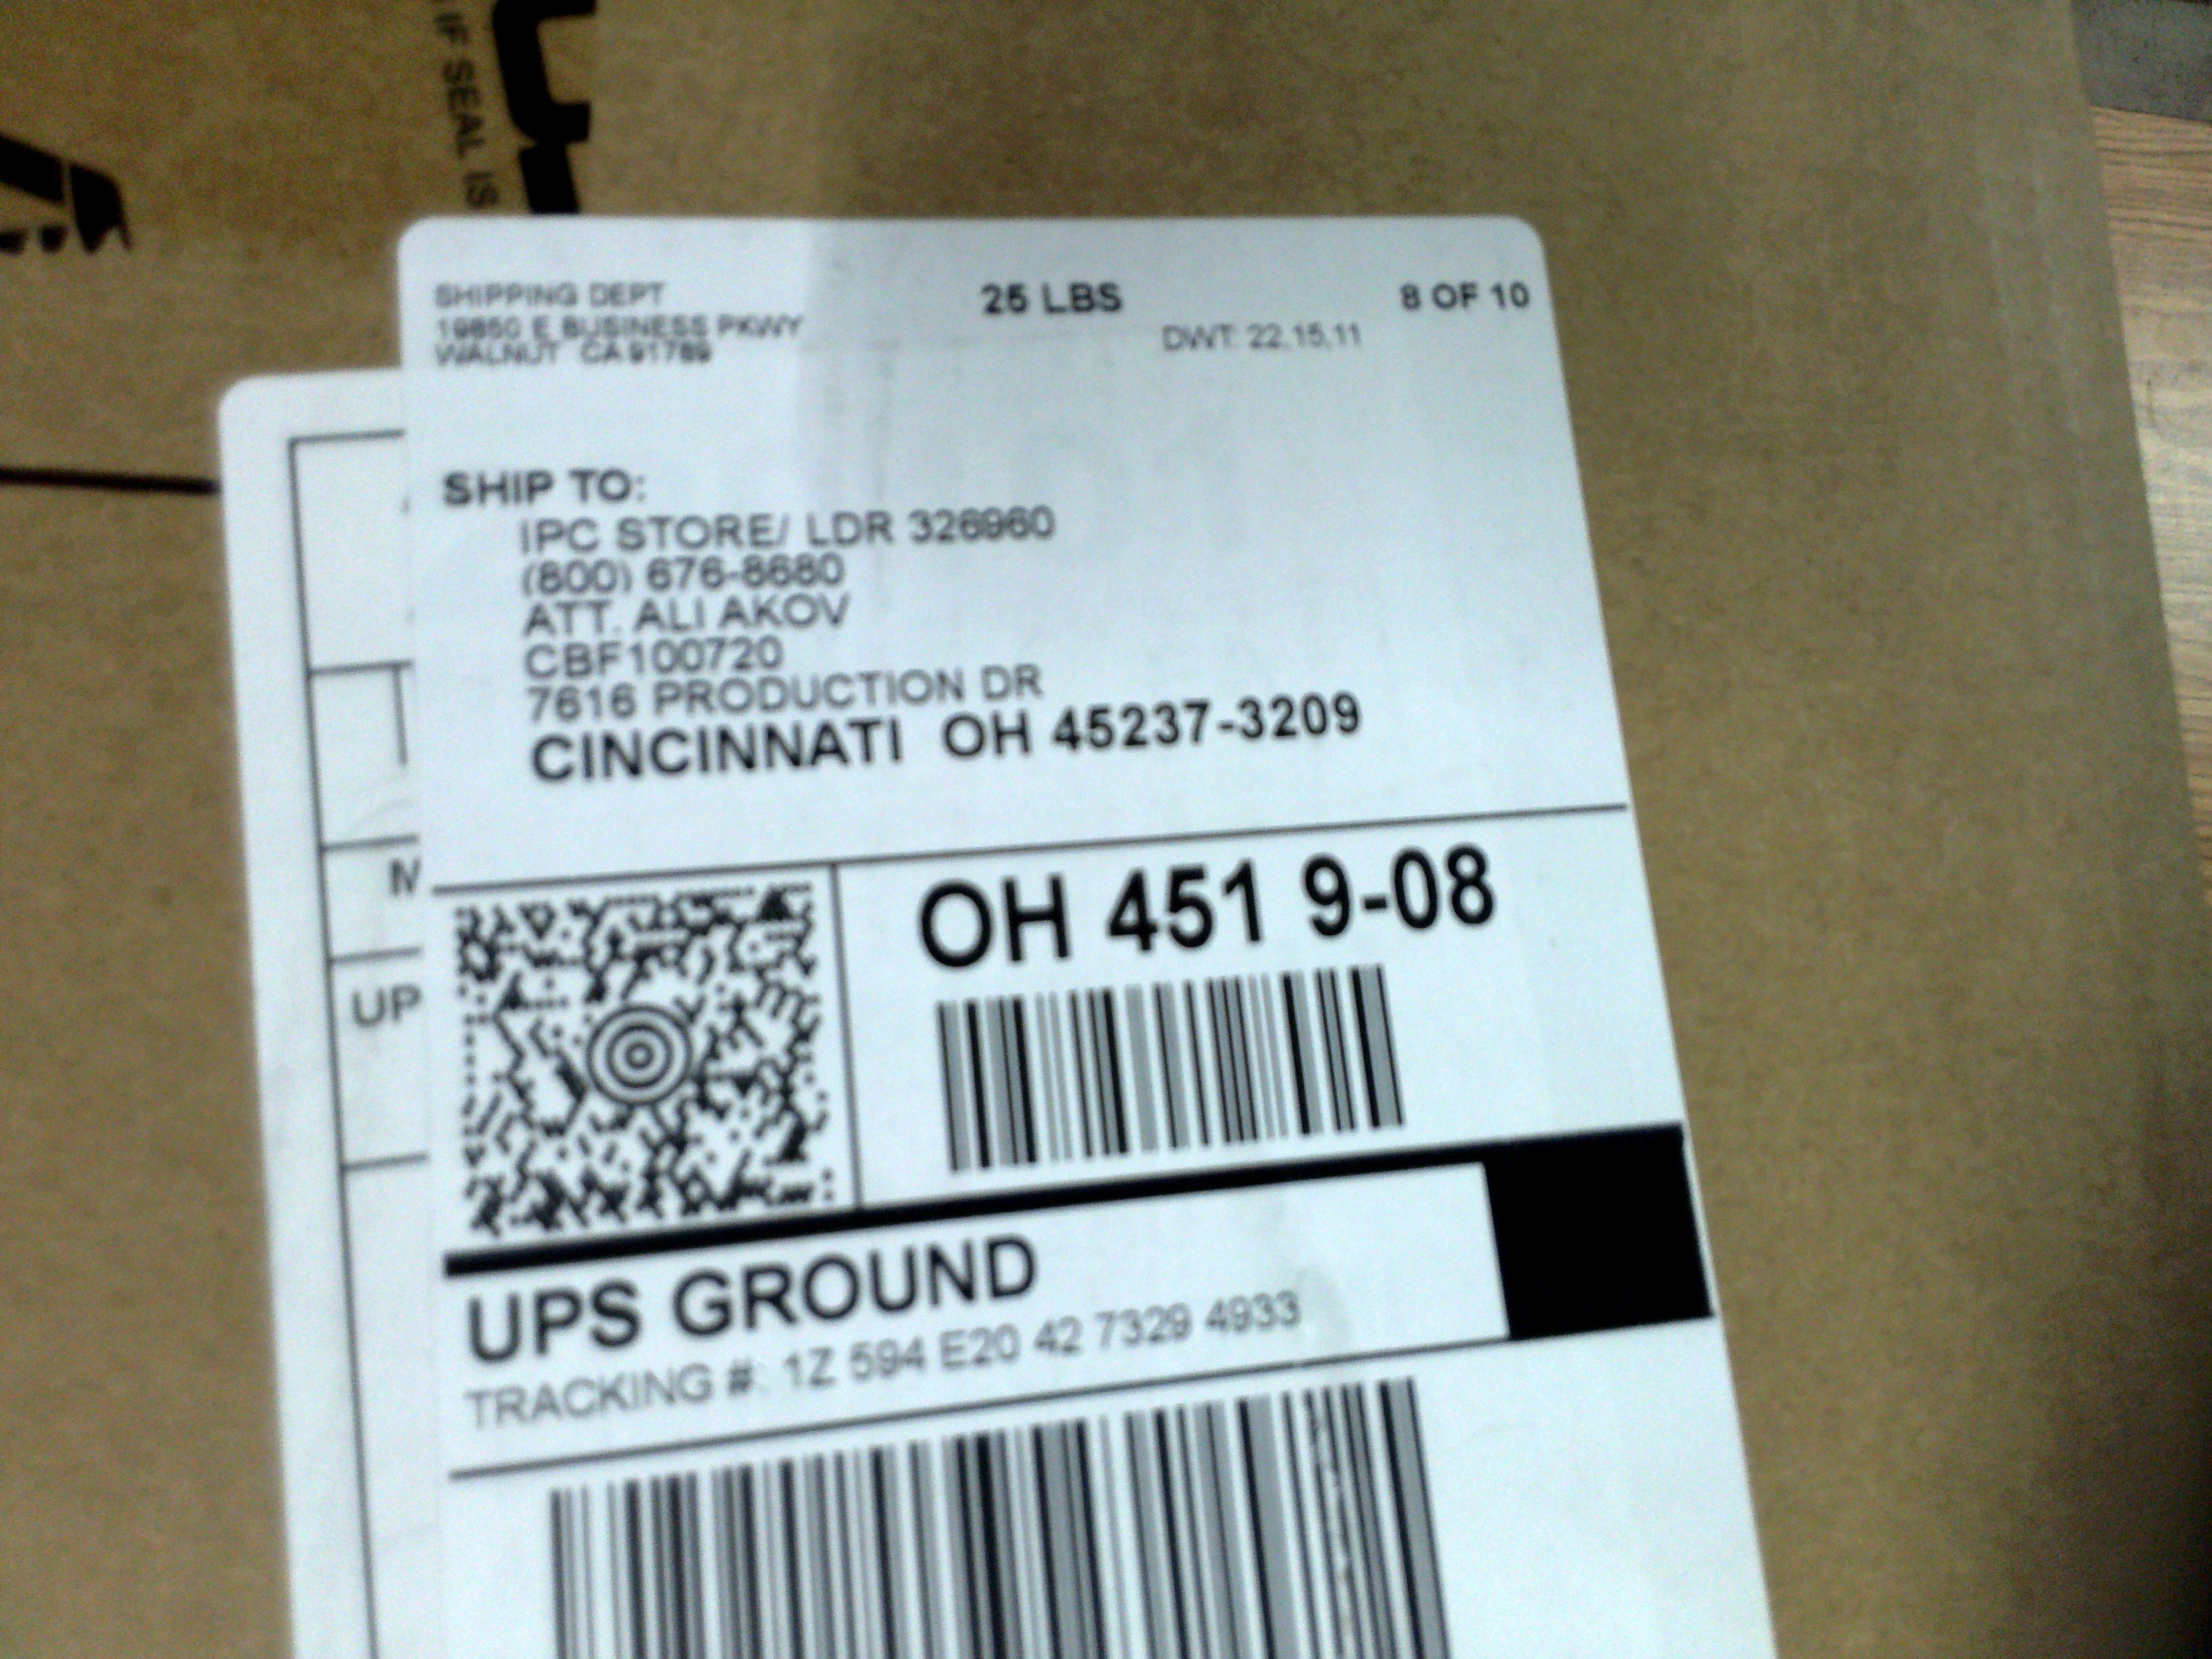 IF SEAL IS
SHIPPING DEPT
19850 E BUSINESS PKWY
WALNUT CA 91789
25 LBS
8 OF 10
DWT: 22,15,11
SHIP TO:
IPC STORE/ LDR 326960
(800) 676-8680
ATT. ALI AKOV
CBF100720
7616 PRODUCTION DR
CINCINNATI OH 45237-3209
OH 451 9-08
UP
UPS GROUND
TRACKING #: 1Z 594 E20 42 7329 4933